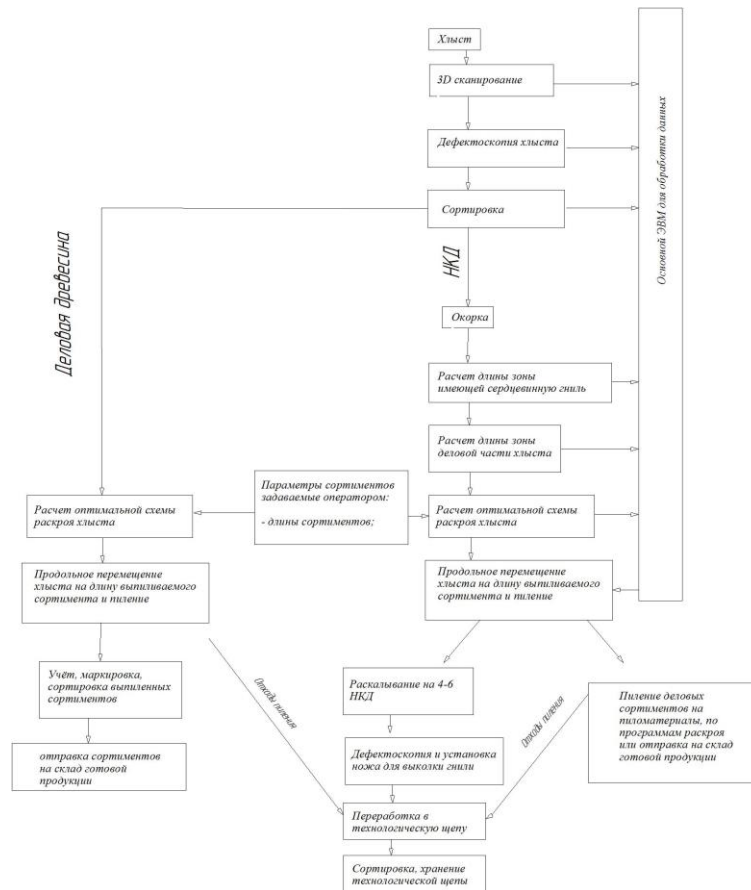 Хлыст
3D сканирование
Дефектоскопия хлыста
Сортировка
Основной ЭВМ для обработки данных
Деловая древесина
НКД
Окорка
Расчет длины зоны
имеющей сердцевинную гниль
Расчет длины зоны
деловой части хлыста
Параметры сортиментов
задаваемые оператором:
- длины сортиментов;
Расчет оптимальной схемы
раскроя хлыста
Расчет оптимальной схемы
раскроя хлыста
Продольное перемещение
хлыста на длину выпиливаемого
сортимента и пиление
Продольное перемещение
хлыста на длину выпиливаемого
сортимента и пиление
Учёт, маркировка,
сортировка выпиленных
сортиментов
отправка сортиментов
на склад готовой
продукции
Отходы пиления
Раскалывание на 4-6
НКД
Отходы пиления
Пиление деловых
сортиментов на
пиломатериалы, по
программам раскроя
или отправка на склад
готовой продукции
Дефектоскопия и установка
ножа для выколки гнили
Переработка в
технологическую щепу
Сортировка, хранение
технологической щепы